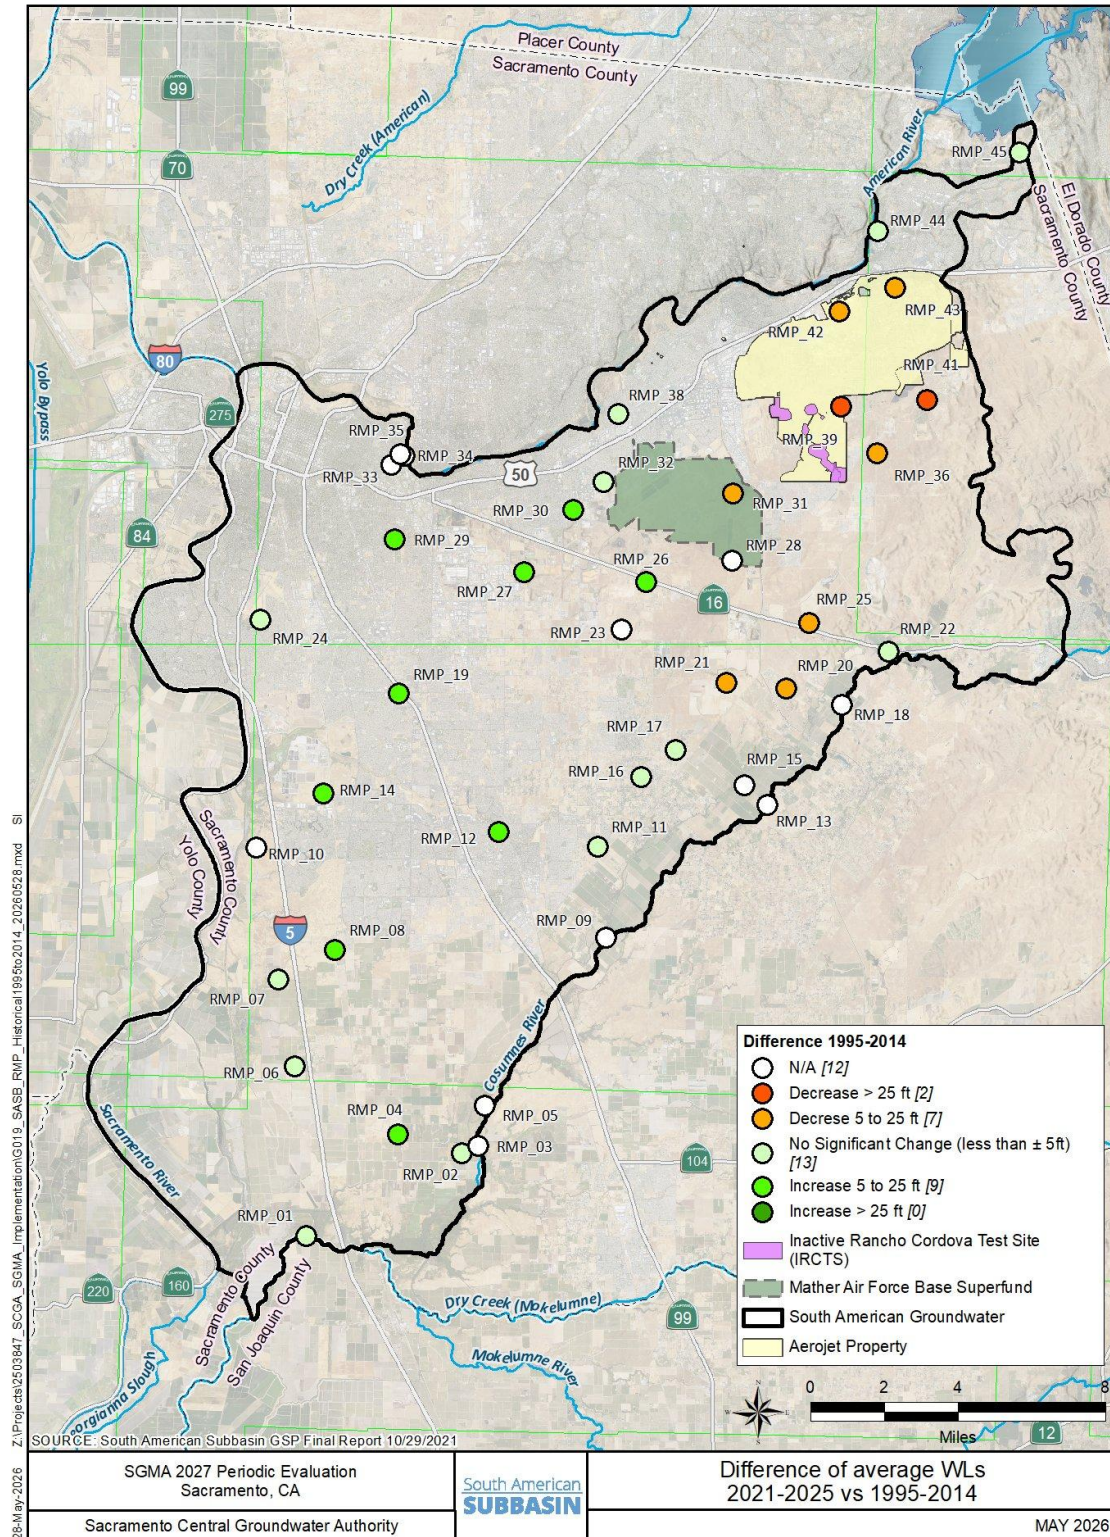 Placer County
Sacramento County
99
70
Dry Creek (American)
American River
RMP_45
El Dorado County
Sacramento County
RMP_44
RMP_43
RMP_42
80
Yolo Bypass
275
RMP_41
RMP_38
RMP_35
RMP_34
RMP_33
RMP_39
50
RMP_32
RMP_36
RMP_31
RMP_30
84
RMP_29
RMP_28
RMP_26
RMP_27
16
RMP_25
RMP_24
RMP_23
RMP_22
RMP_21
RMP_20
RMP_19
RMP_18
RMP_17
RMP_16
RMP_15
RMP_14
RMP_13
RMP_12
RMP_11
RMP_10
Sacramento County
Yolo County
RMP_09
5
RMP_08
RMP_07
Cosumnes River
RMP_06
RMP_05
RMP_04
RMP_03
RMP_02
Sacramento River
104
RMP_01
220
160
Sacramento County
San Joaquin County
Dry Creek (Mokelumne)
99
Mokelumne River
eorgianna Slough
12
Difference 1995-2014
N/A [12]
Decrease > 25 ft [2]
Decrese 5 to 25 ft [7]
No Significant Change (less than ± 5ft)
[13]
Increase 5 to 25 ft [9]
Increase > 25 ft [0]
Inactive Rancho Cordova Test Site
(IRCTS)
Mather Air Force Base Superfund
South American Groundwater
Aerojet Property
N
W
E
S
0 2 4 8
Miles
SOURCE: South American Subbasin GSP Final Report 10/29/2021
Z:\Projects\2503847_SCGA_SGMA_Implementation\G019_SASB_RMP_Historical1995to2014_20260528.mxd SI
28-May-2026
SGMA 2027 Periodic Evaluation
Sacramento, CA
Sacramento Central Groundwater Authority
South American
SUBBASIN
Difference of average WLs
2021-2025 vs 1995-2014
MAY 2026